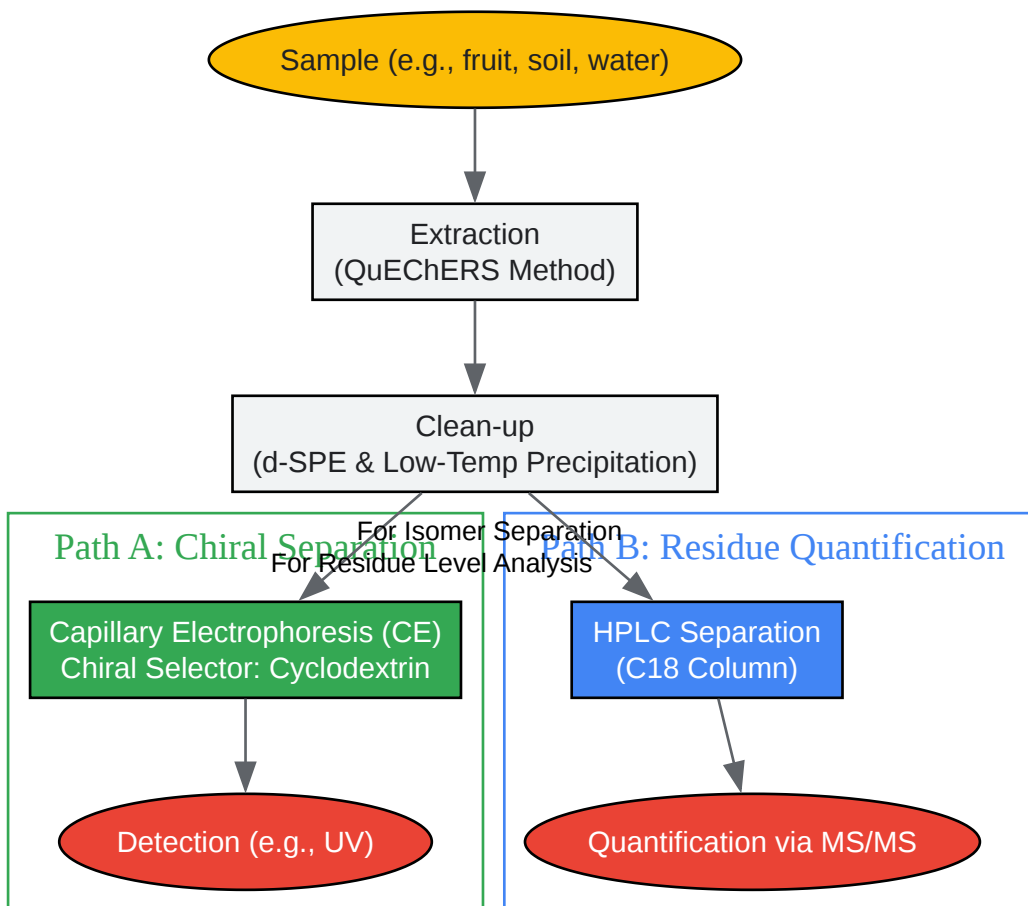 Sample (e.g., fruit, soil, water)
Extraction
(QuEChERS Method)
Clean-up
(d-SPE & Low-Temp Precipitation)
For Isomer Separation
Path A: Chiral Separation
Path B: Residue Quantification
For Residue Level Analysis
Capillary Electrophoresis (CE)
Chiral Selector: Cyclodextrin
HPLC Separation
(C18 Column)
Detection (e.g., UV)
Quantification via MS/MS